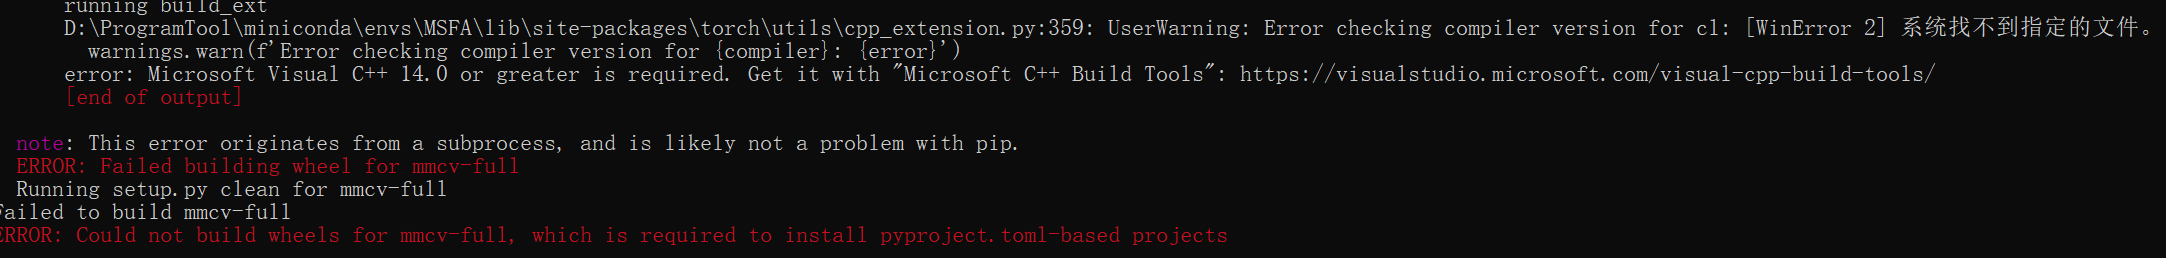 running build_ext
D:\ProgramTool\miniconda\envs\MSFA\lib\site-packages\torch\utils\cpp_extension.py:359: UserWarning: Error checking compiler version for cl: [WinError 2] 系统找不到指定的文件。
warnings.warn(f'Error checking compiler version for {compiler}: {error}')
error: Microsoft Visual C++ 14.0 or greater is required. Get it with "Microsoft C++ Build Tools": https://visualstudio.microsoft.com/visual-cpp-build-tools/
[end of output]
note: This error originates from a subprocess, and is likely not a problem with pip.
ERROR: Failed building wheel for mmcv-full
Running setup.py clean for mmcv-full
Failed to build mmcv-full
ERROR: Could not build wheels for mmcv-full, which is required to install pyproject.toml-based projects